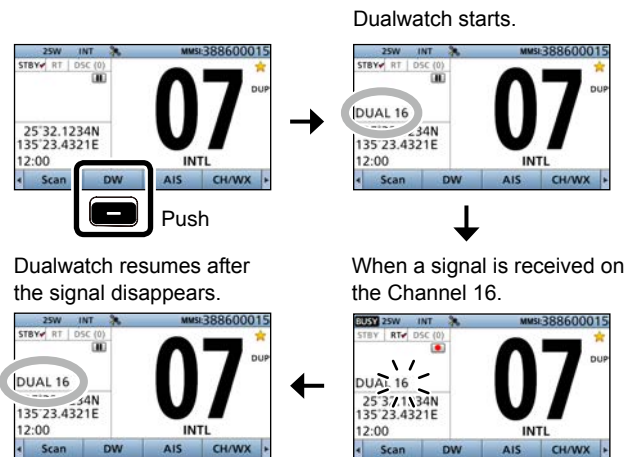 25W INT MMSI:388600015
STBY RT DSC (0)
07
DUP
25°32.1234N
135°23.4321E
12:00
INTL
Scan DW AIS CH/WX
Push
Dualwatch starts.
25W INT MMSI:388600015
STBY RT DSC (0)
07
DUP
DUAL 16
34N
135°23.4321E
12:00
INTL
Scan DW AIS CH/WX
When a signal is received on
the Channel 16.
BUSY 25W INT MMSI:388600015
STBY RT DSC (0)
07
DUP
DUAL 16
34N
135°23.4321E
12:00
INTL
Scan DW AIS CH/WX
Dualwatch resumes after
the signal disappears.
25W INT MMSI:388600015
STBY RT DSC (0)
07
DUP
DUAL 16
34N
135°23.4321E
12:00
INTL
Scan DW AIS CH/WX